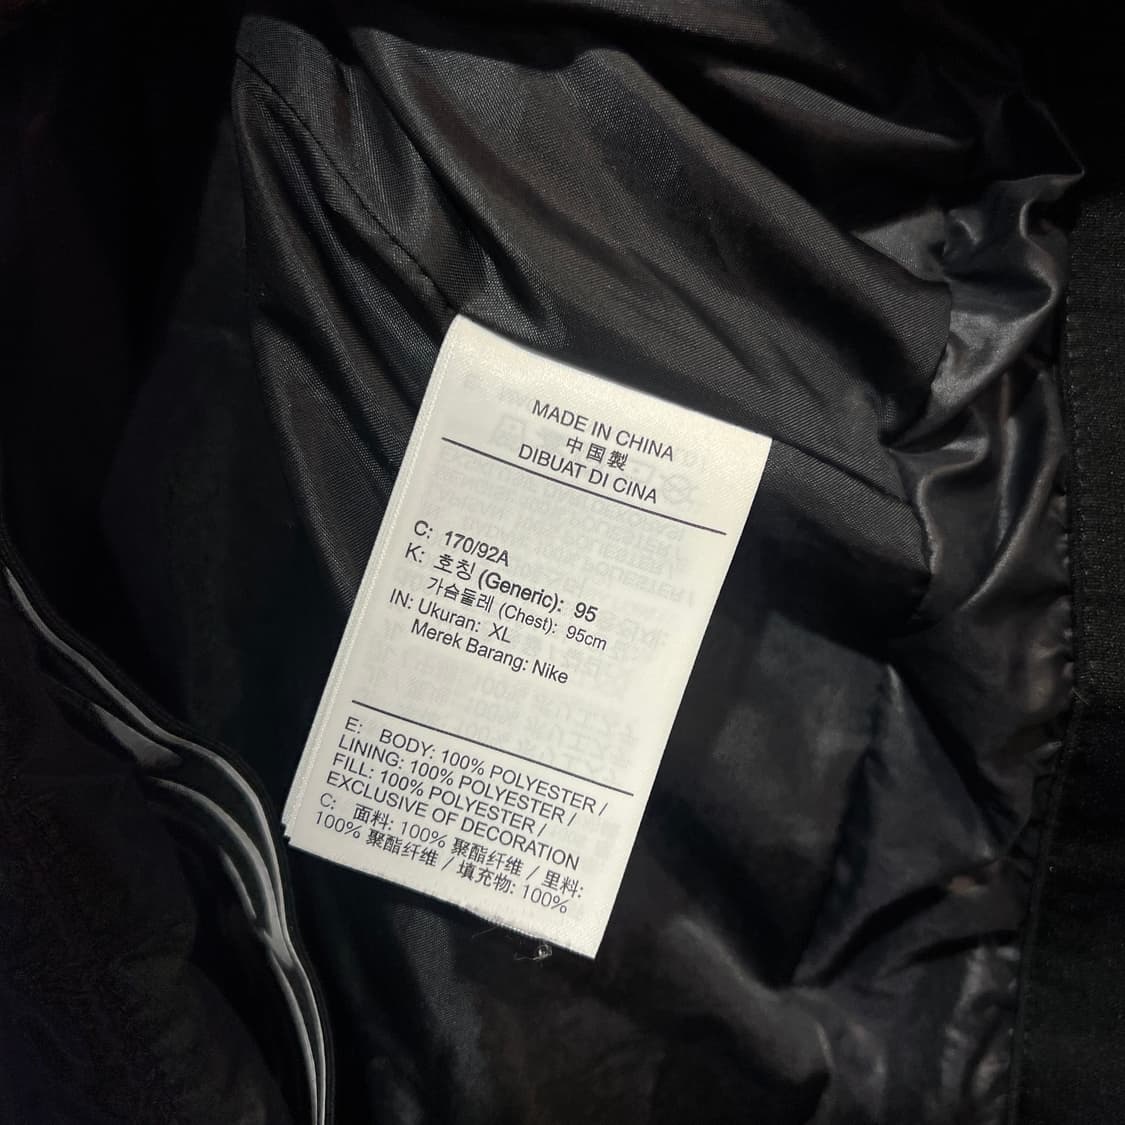 MADE IN CHINA
中国製
DIBUAT DI CINA
C: 170/92A
K: 호칭 (Generic): 95
가슴둘레 (Chest): 95cm
IN: Ukuran: XL
Merek Barang: Nike
E: BODY: 100% POLYESTER /
LINING: 100% POLYESTER /
FILL: 100% POLYESTER /
EXCLUSIVE OF DECORATION
C: 面料: 100% 聚酯纤维 / 里料:
100% 聚酯纤维 / 填充物: 100%